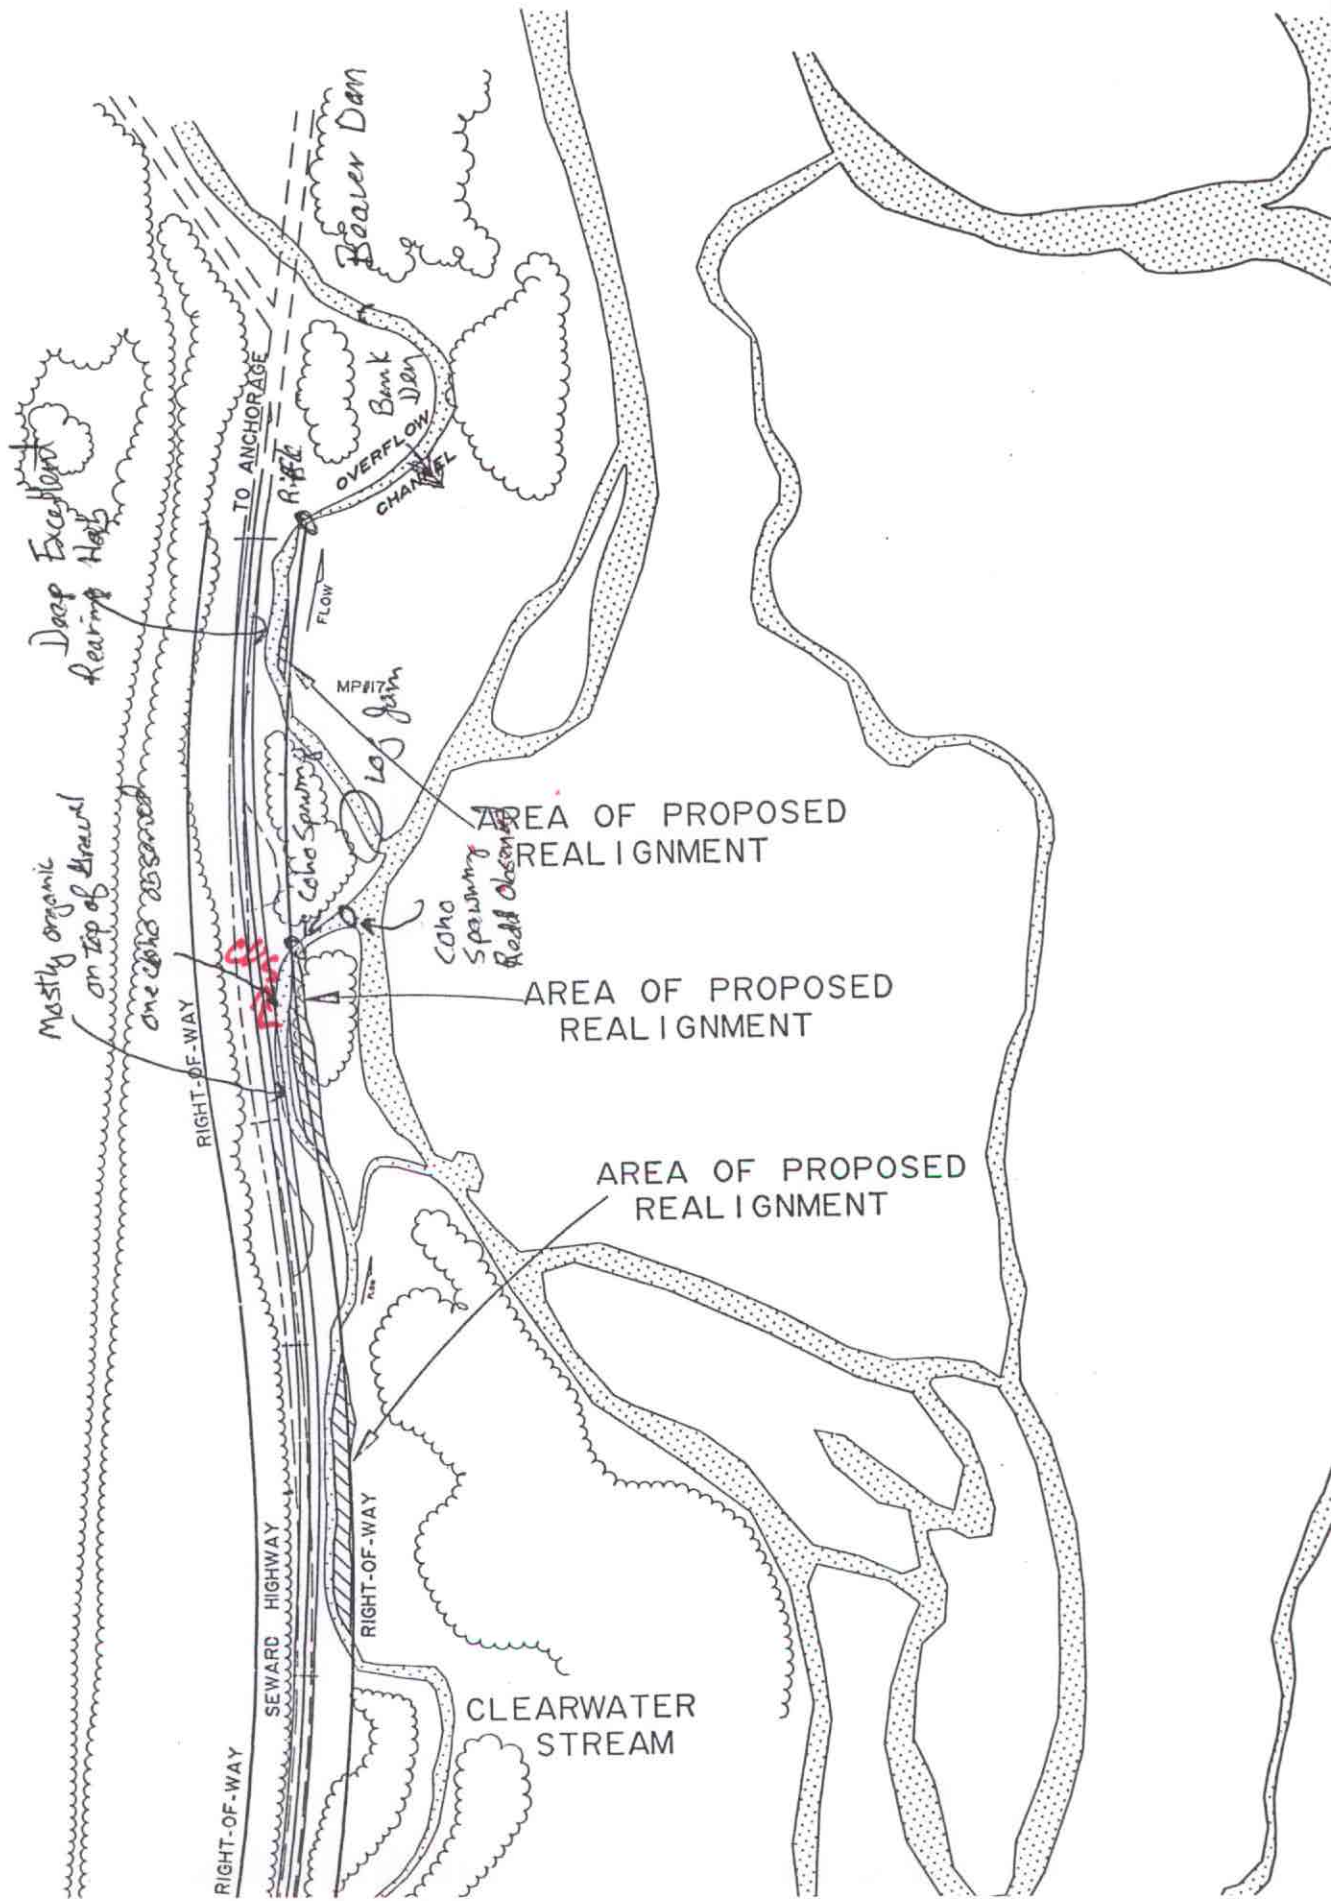 Beaver Dam
Bank
Den
OVERFLOW
CHANNEL
TO ANCHORAGE
Riffle
Deep Excellent
Rearing Hab
FLOW
MP#17
Log Jam
Coho Spawning
AREA OF PROPOSED
REALIGNMENT
Coho
Spawning
Redd Observed
Mostly organic
on top of Gravel
one coho observed
AREA OF PROPOSED
REALIGNMENT
RIGHT-OF-WAY
AREA OF PROPOSED
REALIGNMENT
FLOW
RIGHT-OF-WAY
SEWARD HIGHWAY
CLEARWATER
STREAM
RIGHT-OF-WAY